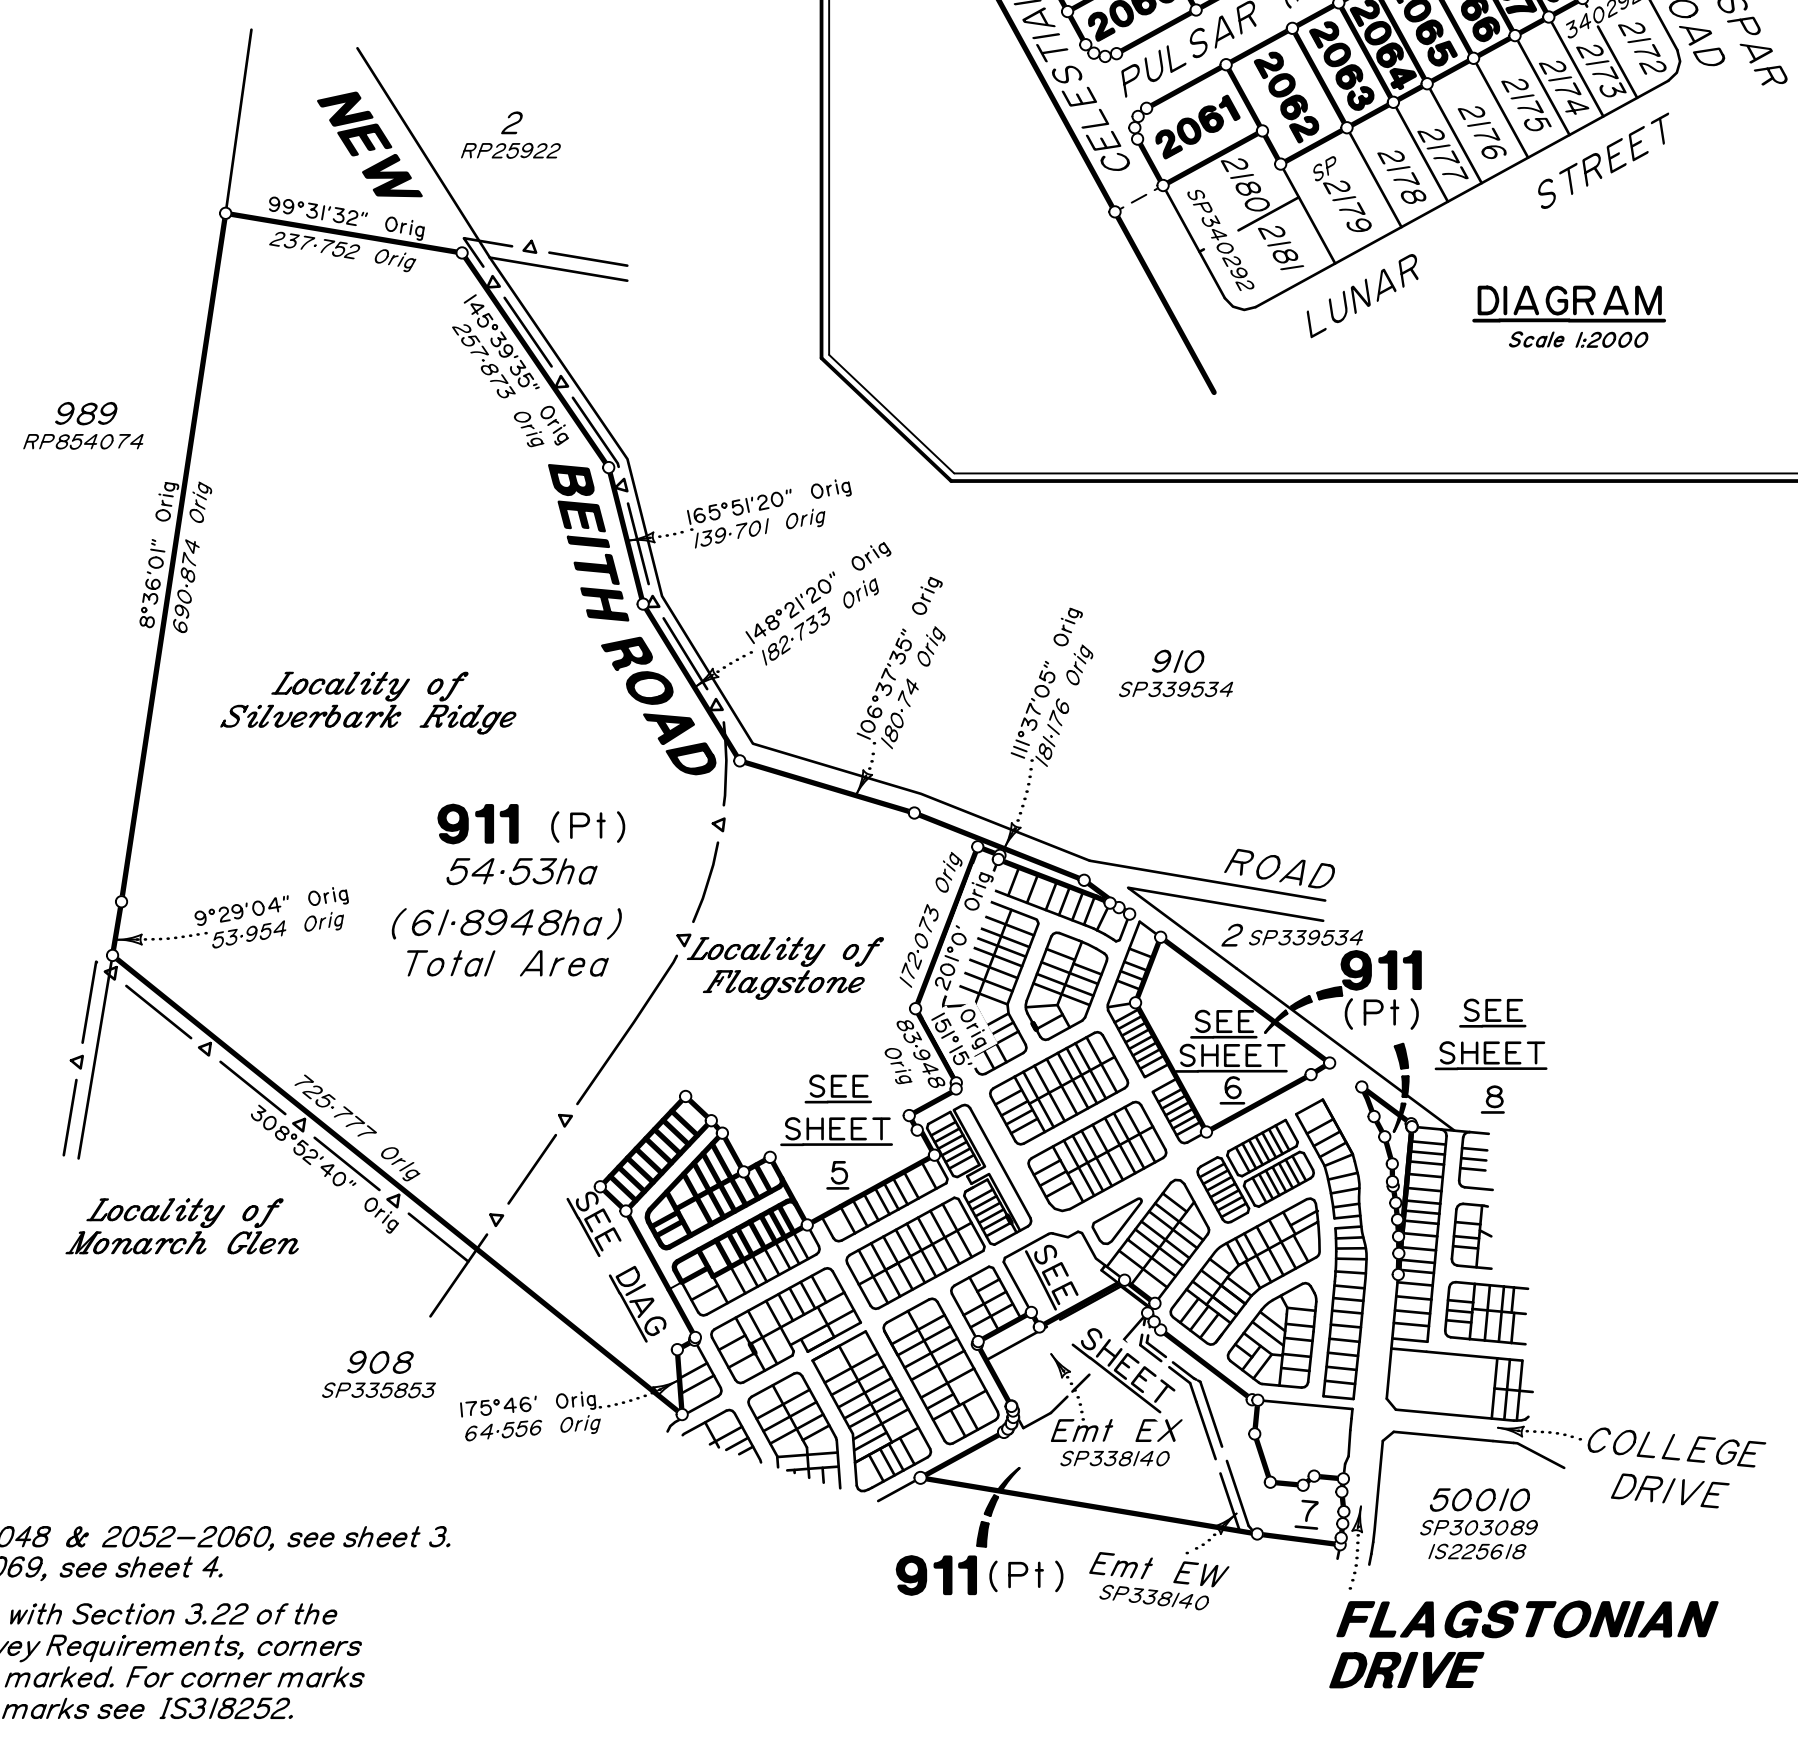 NEW
2
RP25922
99°31'32" Orig
237·752 Orig
145°39'35" Orig
257·873 Orig
989
RP854074
8°36'01" Orig
690·874 Orig
BEITH ROAD
165°51'20" Orig
139·701 Orig
148°21'20" Orig
182·733 Orig
106°37'35" Orig
180·74 Orig
111°37'05" Orig
181·176 Orig
910
SP339534
Locality of
Silverbark Ridge
911 (Pt)
54·53ha
(61·8948ha)
Total Area
9°29'04" Orig
53·954 Orig
Locality of
Flagstone
172·073 Orig
201°0' Orig
151°15' Orig
83·948 Orig
ROAD
2 SP339534
911
(Pt)
SEE
SHEET
6
SEE
SHEET
8
SEE
SHEET
5
725·777 Orig
308°52'40" Orig
Locality of
Monarch Glen
SEE DIAG
908
SP335853
175°46' Orig
64·556 Orig
SEE
SHEET
7
Emt EX
SP338140
911 (Pt)
Emt EW
SP338140
COLLEGE
DRIVE
50010
SP303089
IS225618
FLAGSTONIAN
DRIVE
048 & 2052–2060, see sheet 3.
069, see sheet 4.
with Section 3.22 of the
vey Requirements, corners
marked. For corner marks
marks see IS318252.
CELESTIAL
PULSAR
2061
2062
2063
2064
2065
2172
2173
2174
2175
2176
2177
2178
SP
2179
2180
2181
SP340292
340292
LUNAR STREET
SPAR
ROAD
DIAGRAM
Scale 1:2000